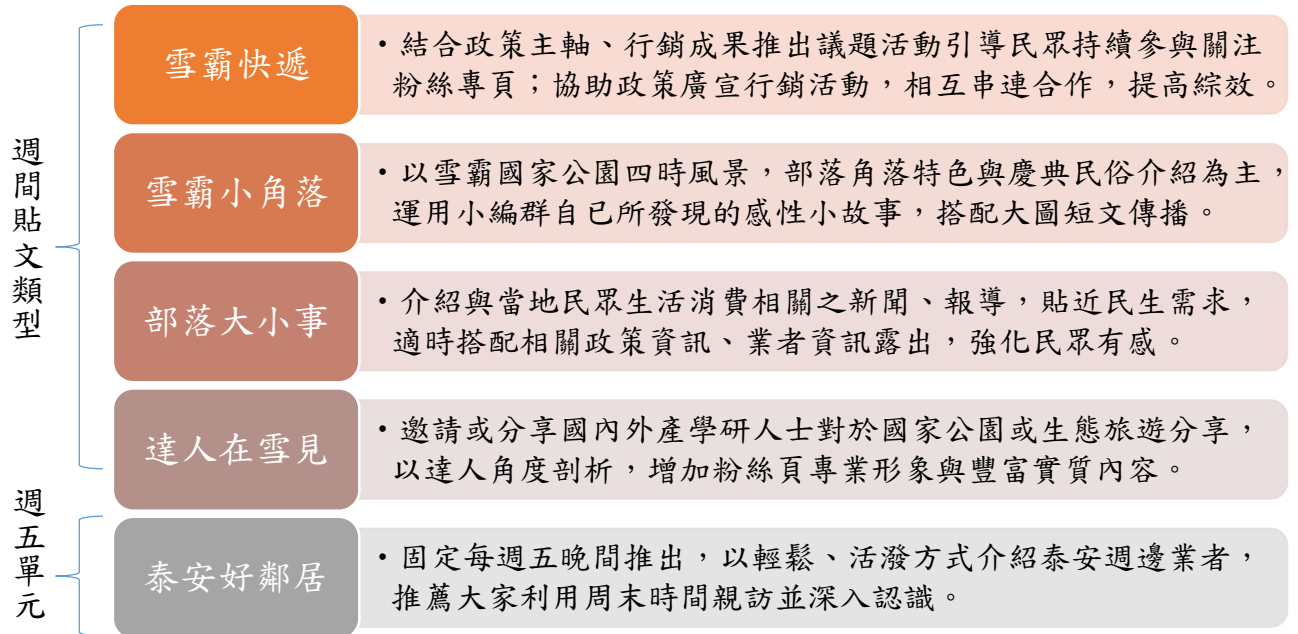 週間貼文類型
雪霸快遞
•結合政策主軸、行銷成果推出議題活動引導民眾持續參與關注
粉絲專頁；協助政策廣宣行銷活動，相互串連合作，提高綜效。
雪霸小角落
•以雪霸國家公園四時風景，部落角落特色與慶典民俗介紹為主，
運用小編群自已所發現的感性小故事，搭配大圖短文傳播。
部落大小事
•介紹與當地民眾生活消費相關之新聞、報導，貼近民生需求，
適時搭配相關政策資訊、業者資訊露出，強化民眾有感。
達人在雪見
•邀請或分享國內外產學研人士對於國家公園或生態旅遊分享，
以達人角度剖析，增加粉絲頁專業形象與豐富實質內容。
週五單元
泰安好鄰居
•固定每週五晚間推出，以輕鬆、活潑方式介紹泰安週邊業者，
推薦大家利用周末時間親訪並深入認識。